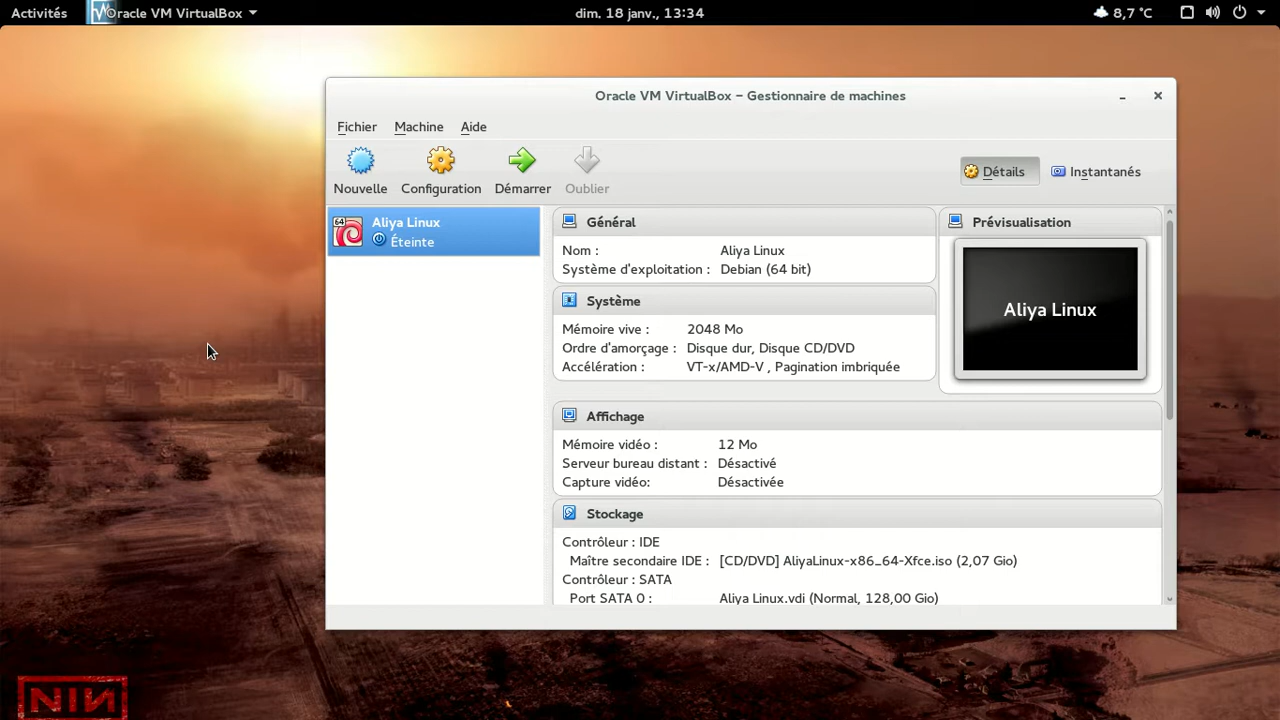 Activités
Oracle VM VirtualBox
dim. 18 janv., 13:34
8,7 °C
Oracle VM VirtualBox – Gestionnaire de machines
Fichier Machine Aide
Nouvelle Configuration Démarrer Oublier
Détails Instantanés
64
Aliya Linux
Éteinte
Général
Nom : Aliya Linux
Système d'exploitation : Debian (64 bit)
Système
Mémoire vive : 2048 Mo
Ordre d'amorçage : Disque dur, Disque CD/DVD
Accélération : VT-x/AMD-V , Pagination imbriquée
Prévisualisation
Aliya Linux
Affichage
Mémoire vidéo : 12 Mo
Serveur bureau distant : Désactivé
Capture vidéo: Désactivée
Stockage
Contrôleur : IDE
Maître secondaire IDE : [CD/DVD] AliyaLinux-x86_64-Xfce.iso (2,07 Gio)
Contrôleur : SATA
Port SATA 0 : Aliya Linux.vdi (Normal, 128,00 Gio)
NIИ